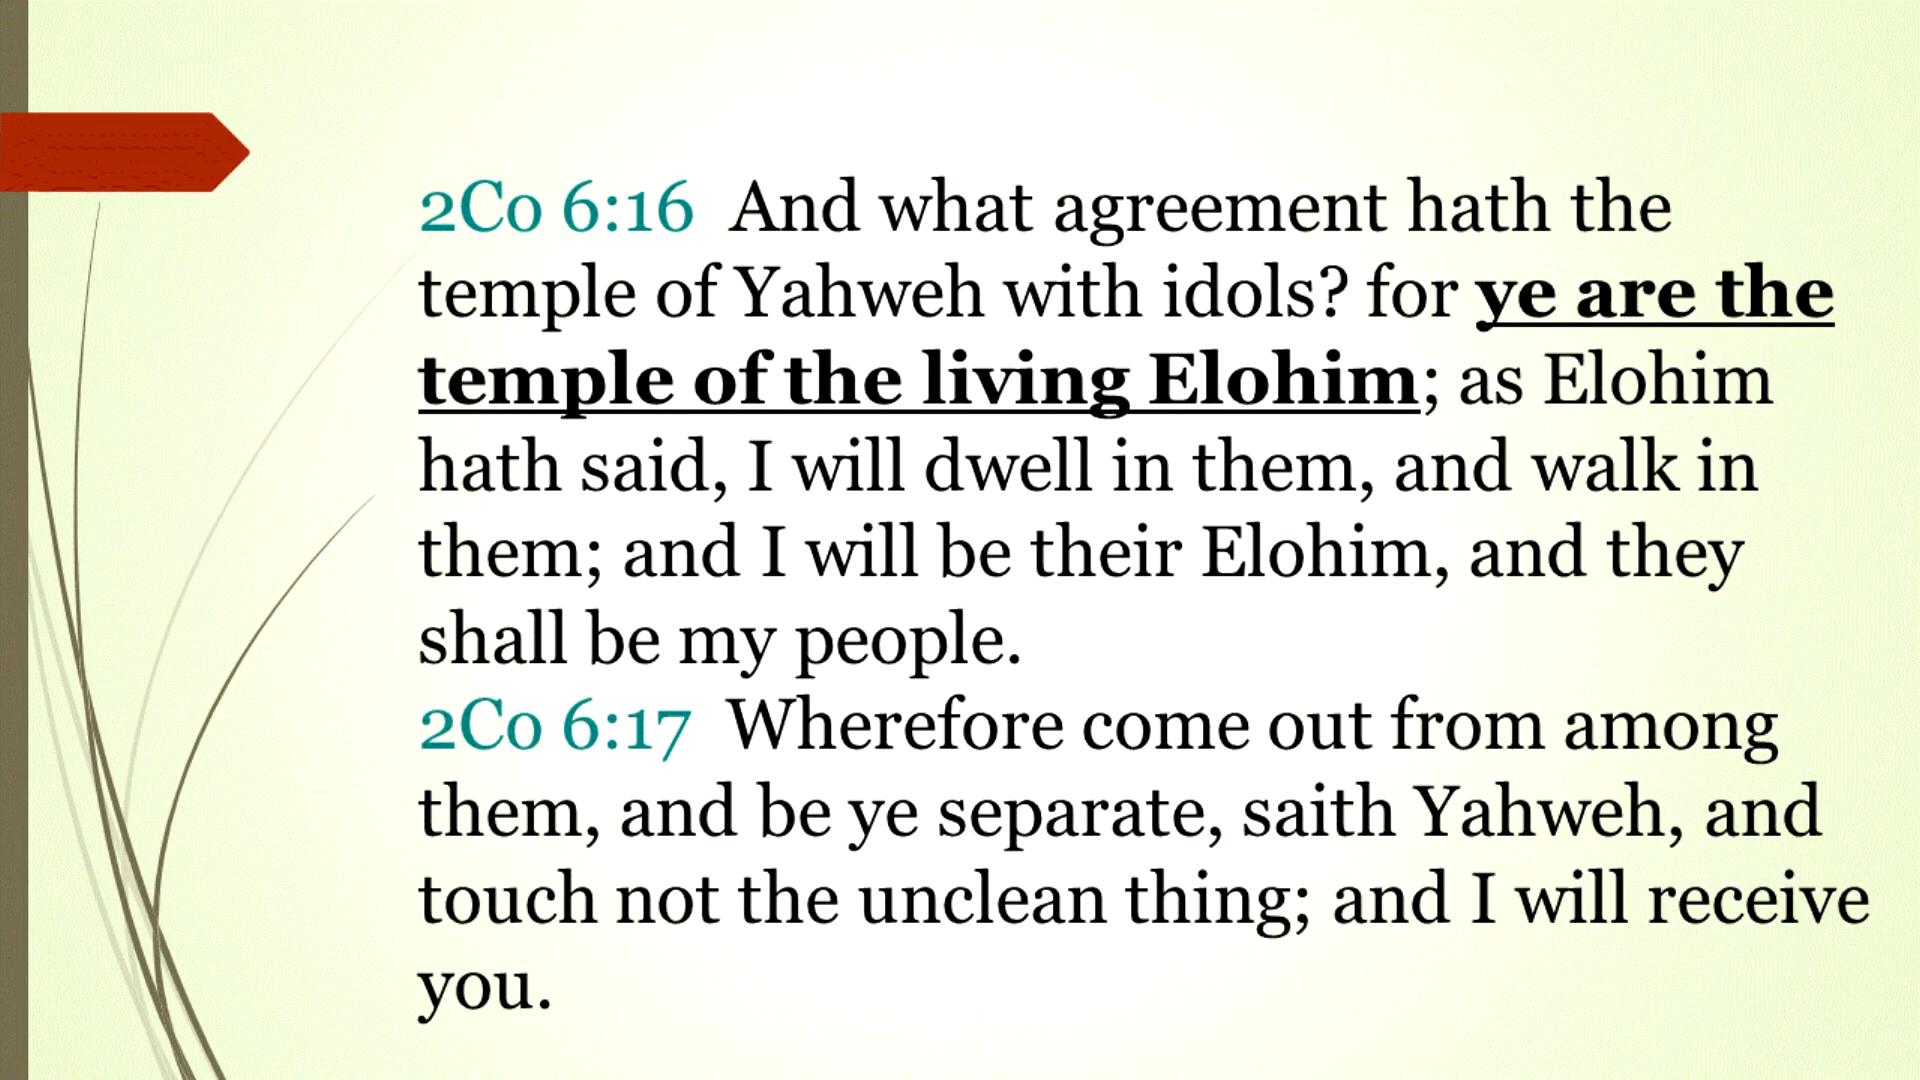 2Co 6:16  And what agreement hath the
temple of Yahweh with idols? for ye are the
temple of the living Elohim; as Elohim
hath said, I will dwell in them, and walk in
them; and I will be their Elohim, and they
shall be my people.
2Co 6:17  Wherefore come out from among
them, and be ye separate, saith Yahweh, and
touch not the unclean thing; and I will receive
you.